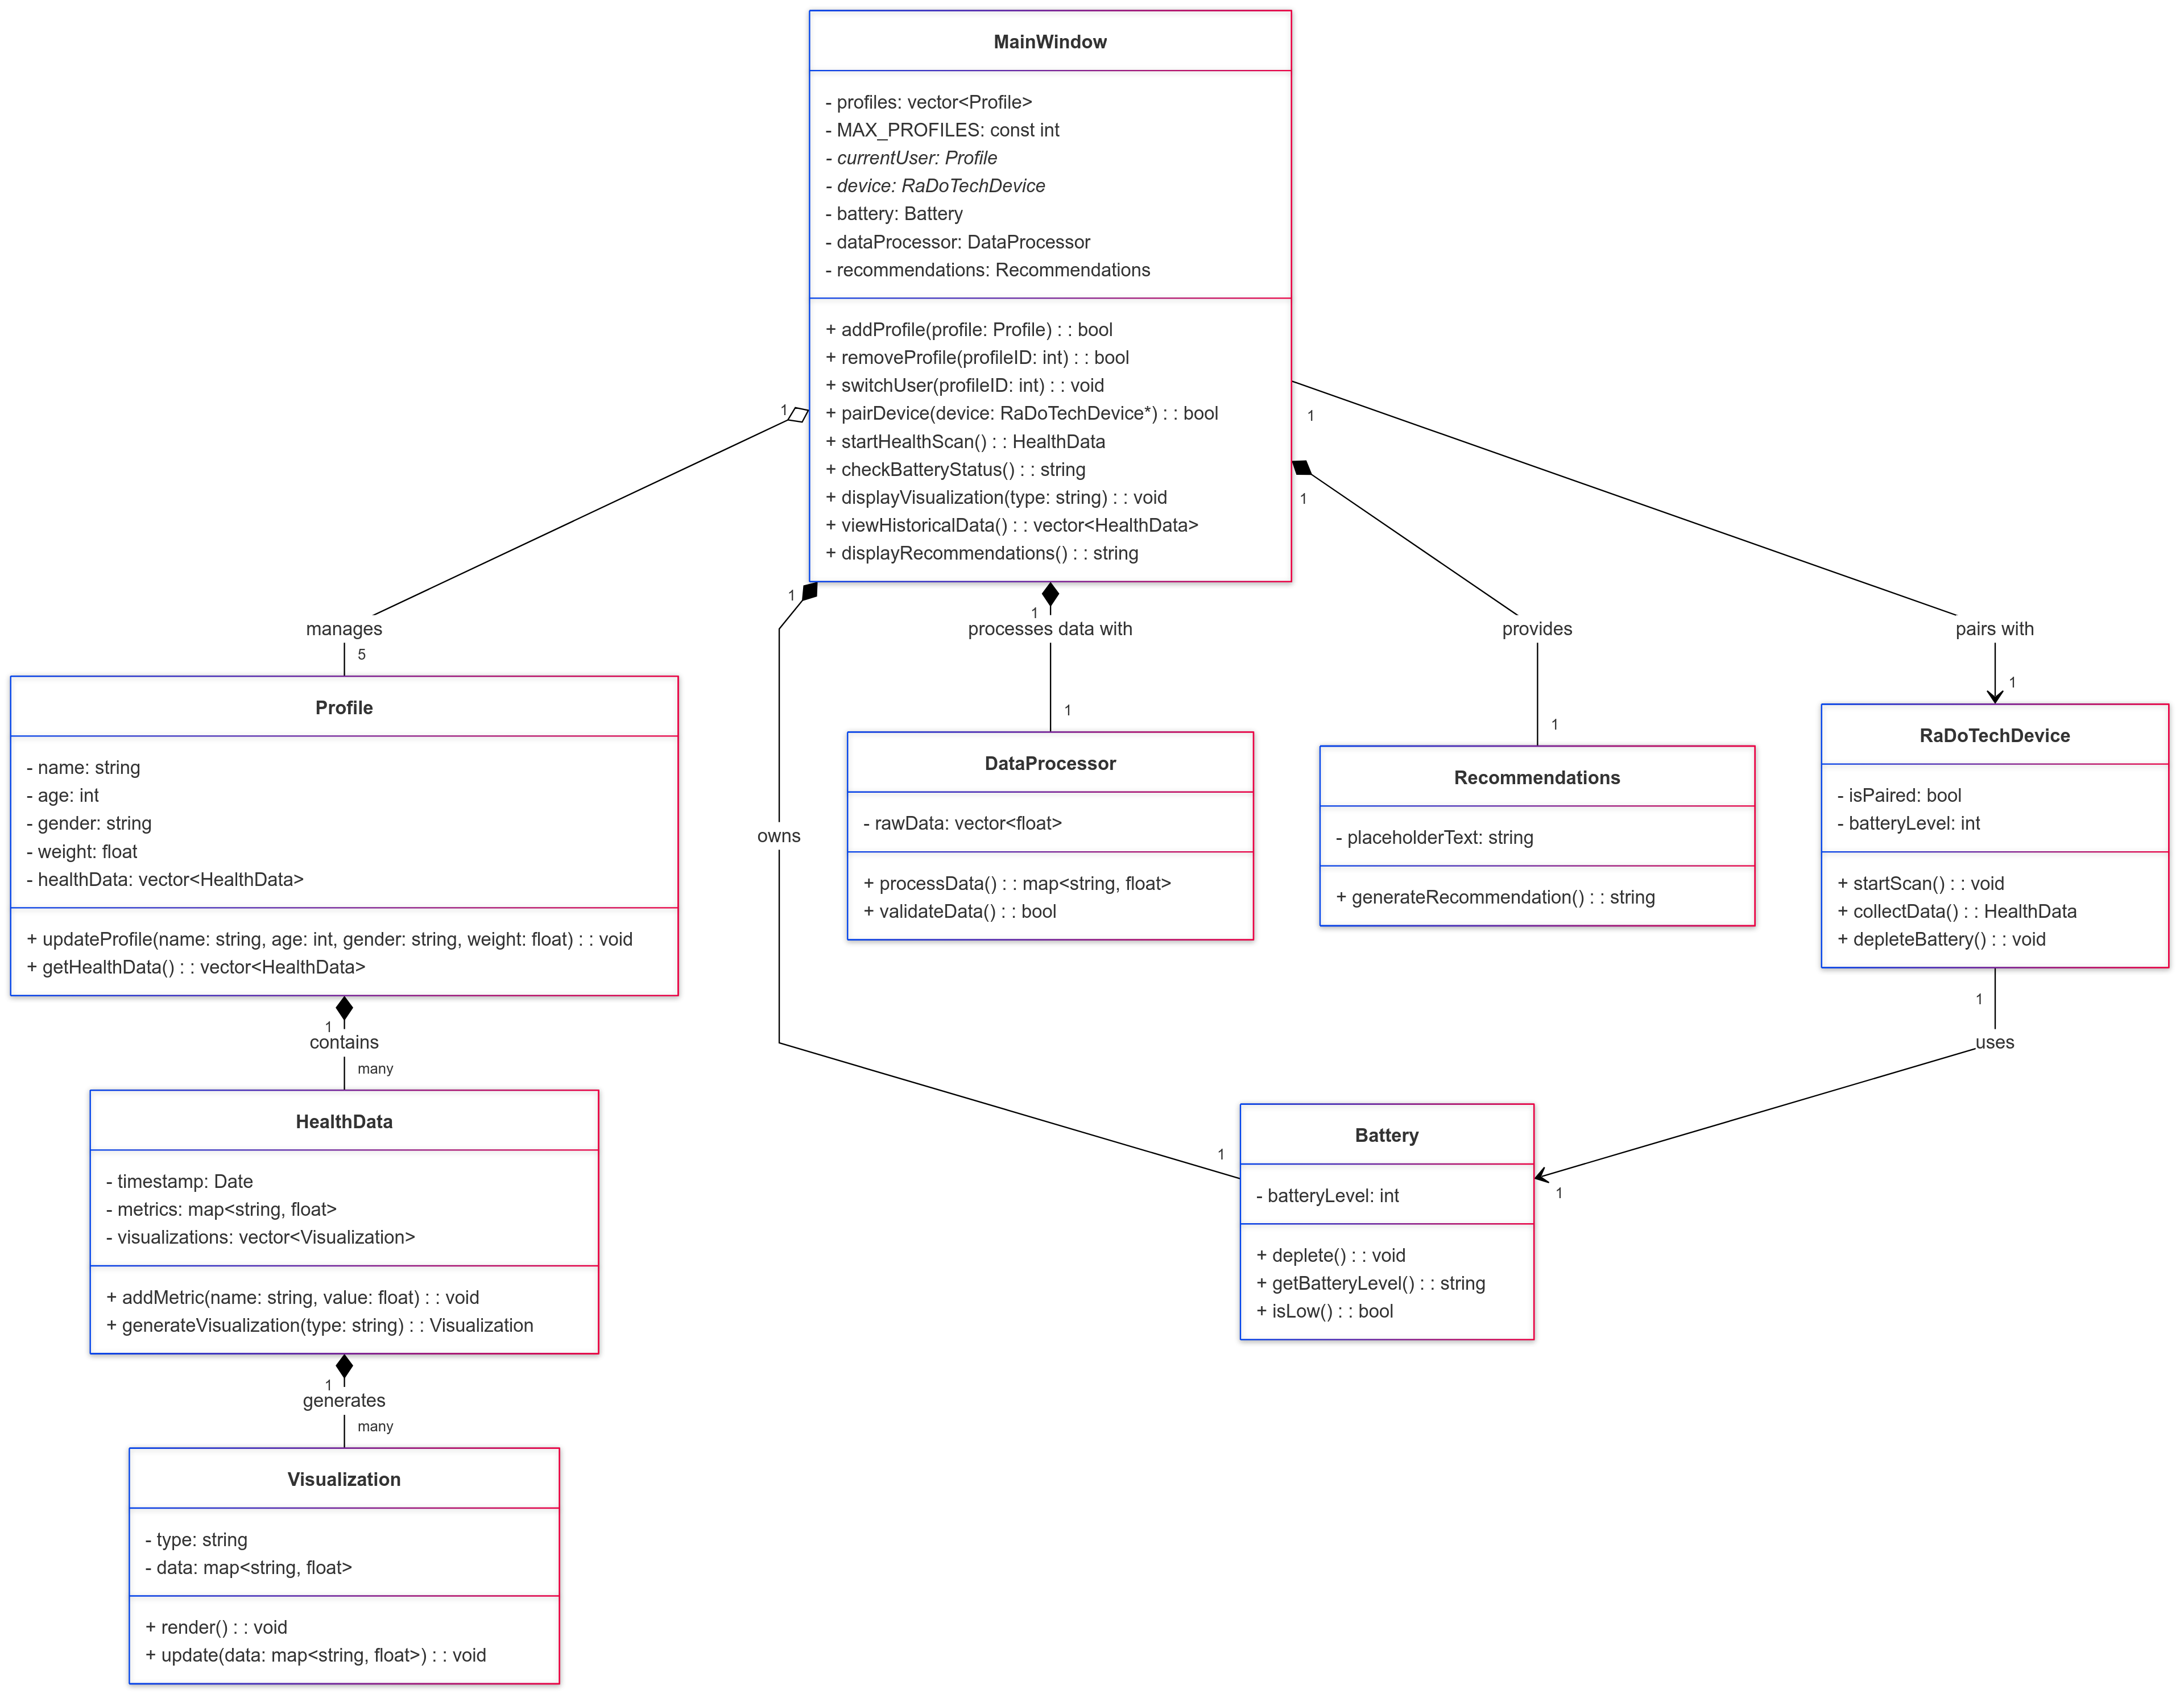 MainWindow
- profiles: vector<Profile>
- MAX_PROFILES: const int
- currentUser: Profile
- device: RaDoTechDevice
- battery: Battery
- dataProcessor: DataProcessor
- recommendations: Recommendations
+ addProfile(profile: Profile) : : bool
+ removeProfile(profileID: int) : : bool
+ switchUser(profileID: int) : : void
+ pairDevice(device: RaDoTechDevice*) : : bool
+ startHealthScan() : : HealthData
+ checkBatteryStatus() : : string
+ displayVisualization(type: string) : : void
+ viewHistoricalData() : : vector<HealthData>
+ displayRecommendations() : : string
1
1
1
1
1
manages
processes data with
provides
pairs with
5
1
1
1
owns
Profile
- name: string
- age: int
- gender: string
- weight: float
- healthData: vector<HealthData>
+ updateProfile(name: string, age: int, gender: string, weight: float) : : void
+ getHealthData() : : vector<HealthData>
DataProcessor
- rawData: vector<float>
+ processData() : : map<string, float>
+ validateData() : : bool
Recommendations
- placeholderText: string
+ generateRecommendation() : : string
RaDoTechDevice
- isPaired: bool
- batteryLevel: int
+ startScan() : : void
+ collectData() : : HealthData
+ depleteBattery() : : void
1
contains
many
1
uses
1
1
HealthData
- timestamp: Date
- metrics: map<string, float>
- visualizations: vector<Visualization>
+ addMetric(name: string, value: float) : : void
+ generateVisualization(type: string) : : Visualization
Battery
- batteryLevel: int
+ deplete() : : void
+ getBatteryLevel() : : string
+ isLow() : : bool
1
generates
many
Visualization
- type: string
- data: map<string, float>
+ render() : : void
+ update(data: map<string, float>) : : void